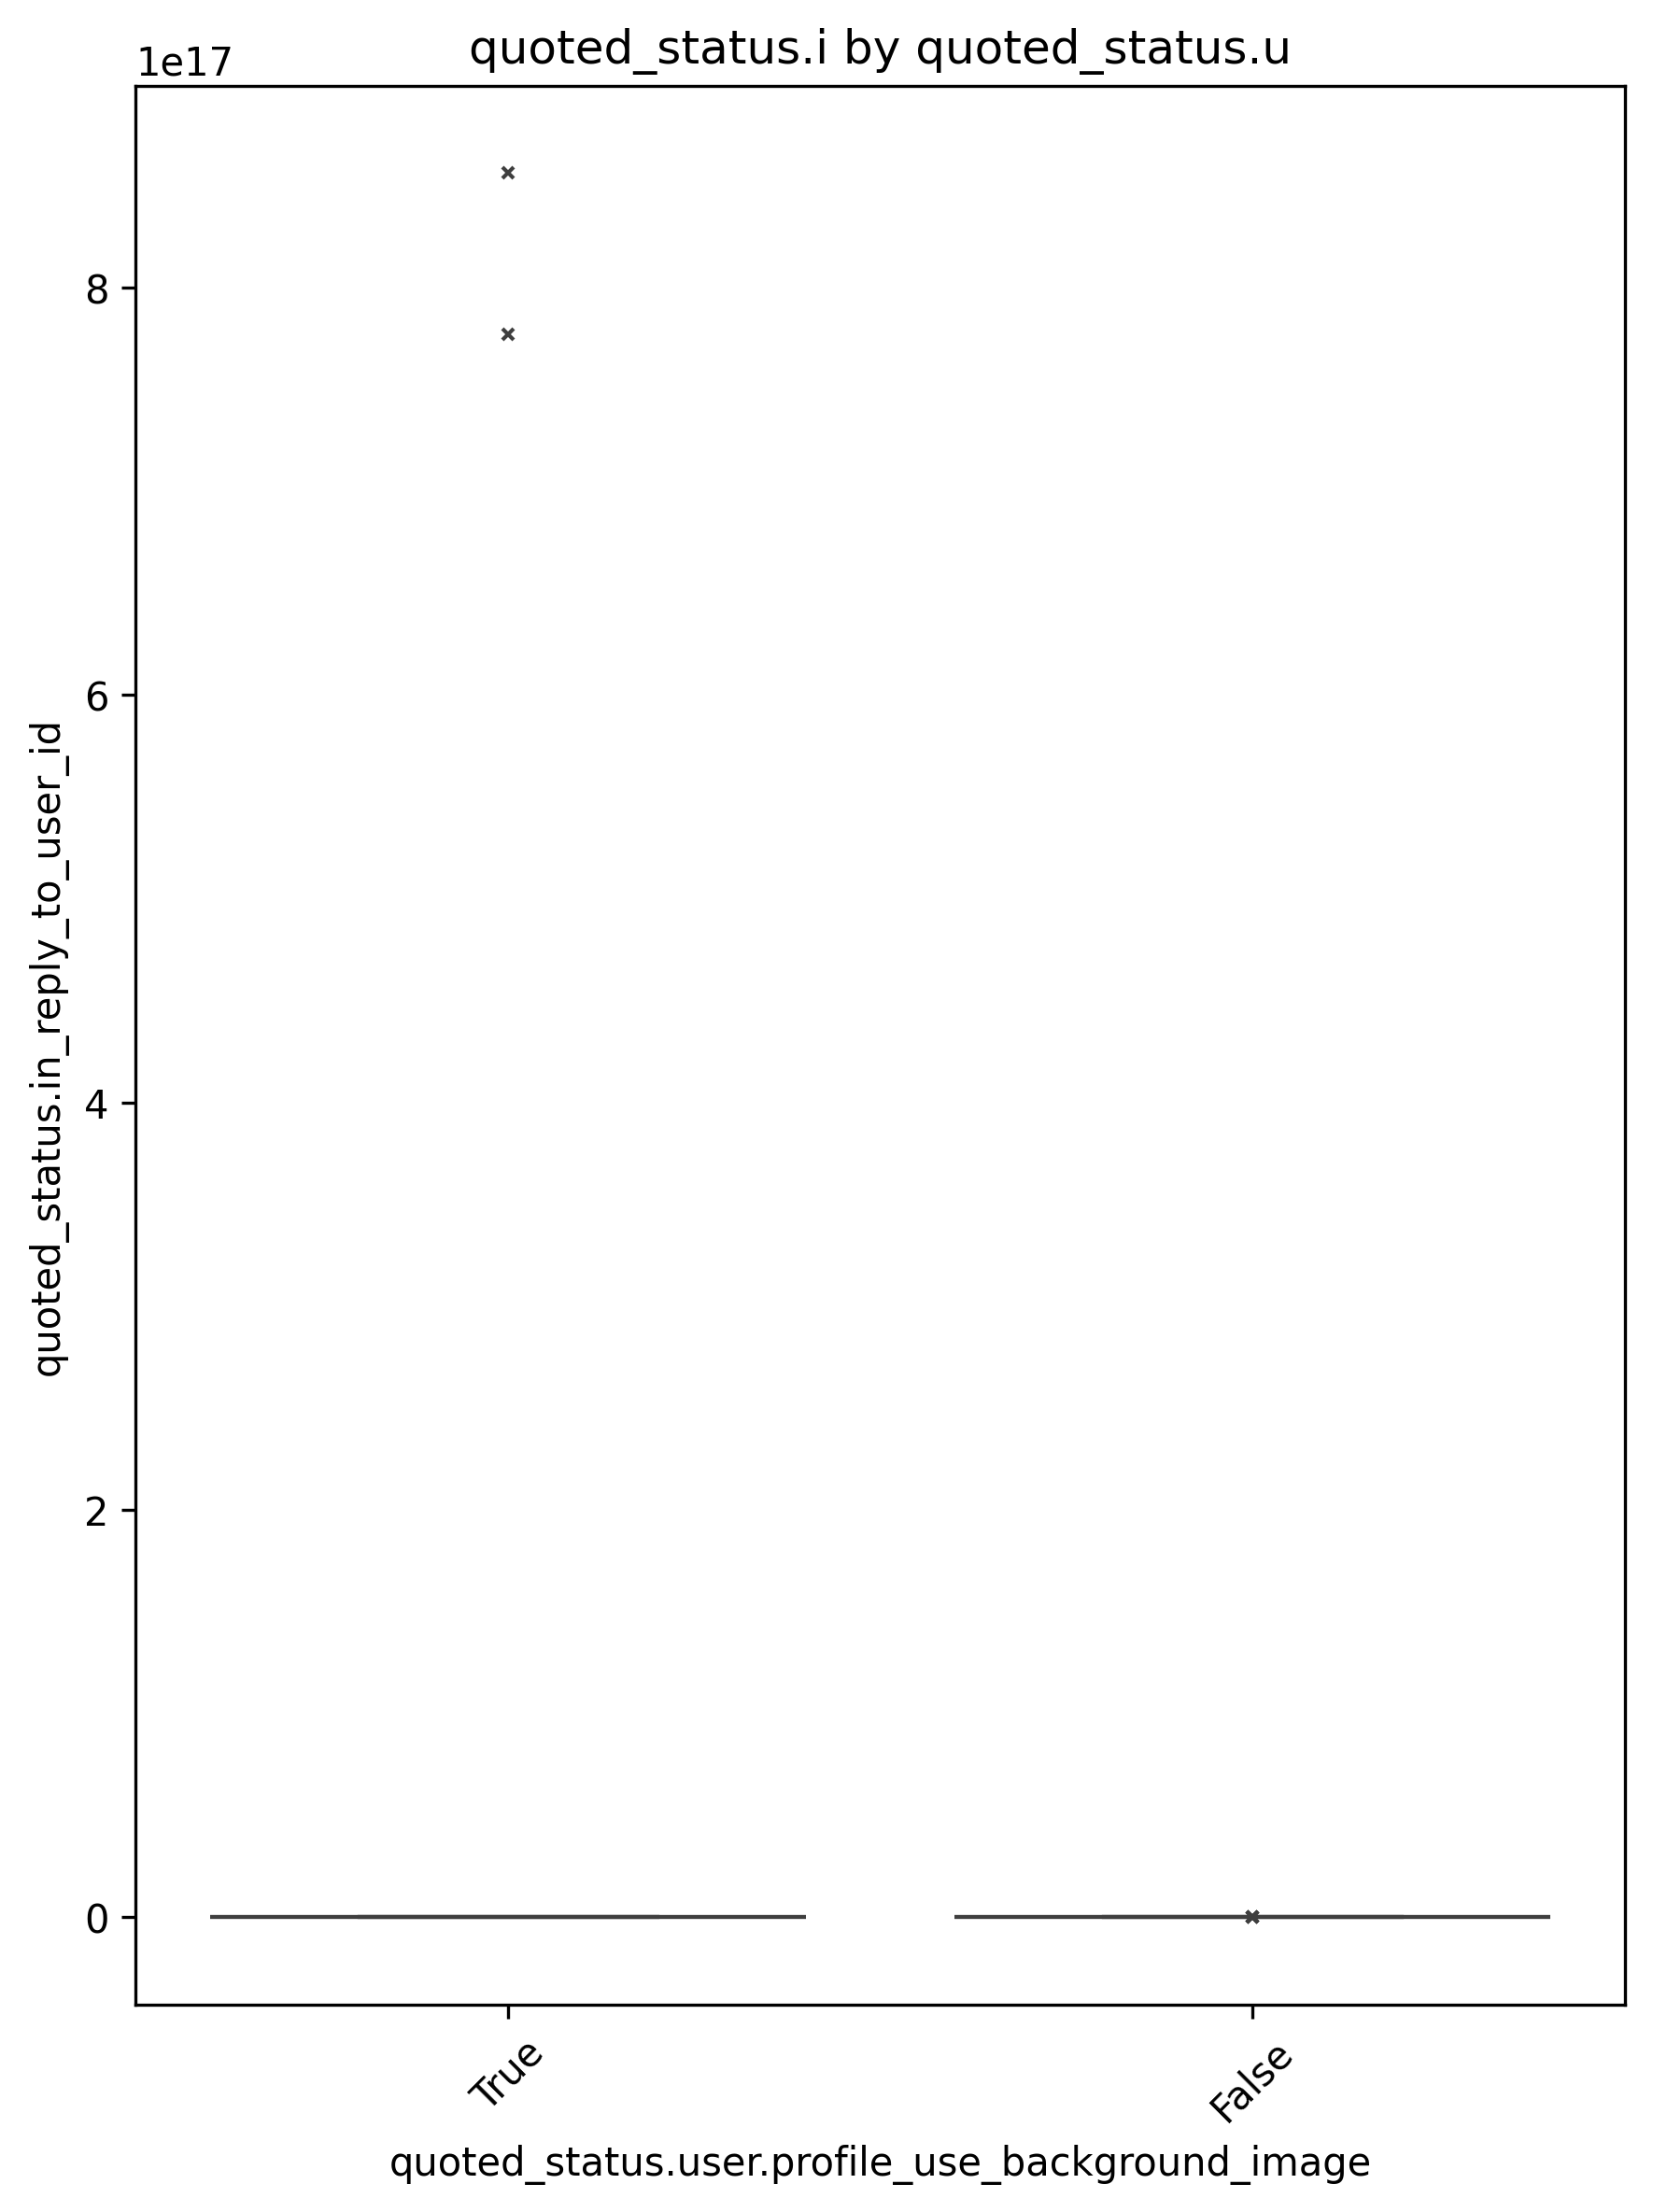 quoted_status.i by quoted_status.u
1e17
8
6
4
2
0
quoted_status.in_reply_to_user_id
True
False
quoted_status.user.profile_use_background_image